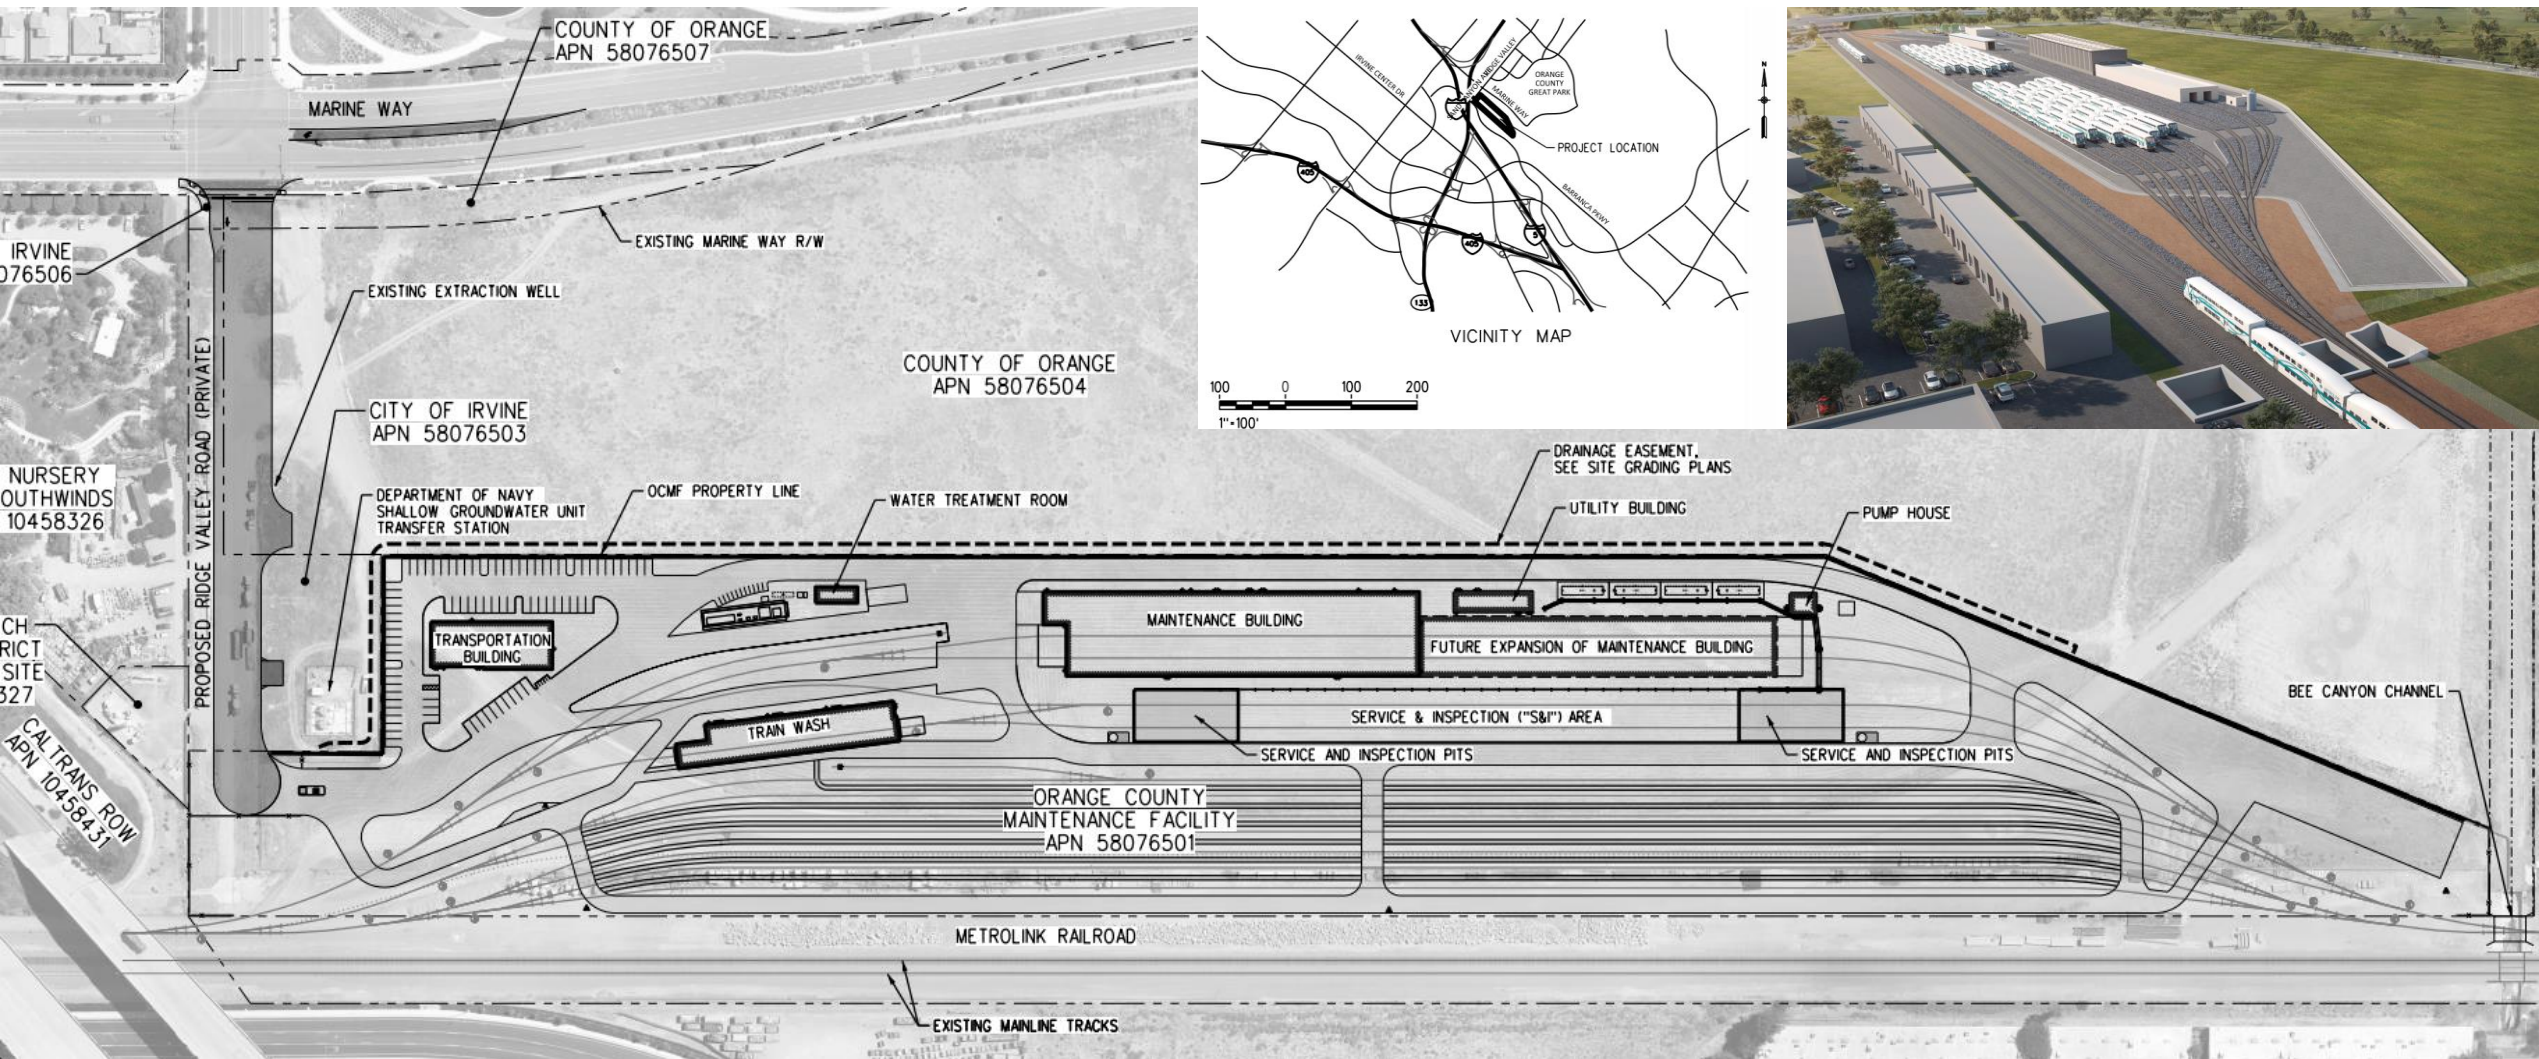 COUNTY OF ORANGE
APN 58076507
MARINE WAY
EXISTING MARINE WAY R/W
IRVINE
076506
EXISTING EXTRACTION WELL
COUNTY OF ORANGE
APN 58076504
CITY OF IRVINE
APN 58076503
PROPOSED RIDGE VALLEY ROAD (PRIVATE)
NURSERY
OUTHWINDS
10458326
DEPARTMENT OF NAVY
SHALLOW GROUNDWATER UNIT
TRANSFER STATION
OCMF PROPERTY LINE
WATER TREATMENT ROOM
IRVINE CENTER DR
RIDGE VALLEY
MARINE WAY
ORANGE
COUNTY
GREAT PARK
N
PROJECT LOCATION
BARRANCA PKWY
405
405
5
133
VICINITY MAP
100 0 100 200
1"=100'
DRAINAGE EASEMENT,
SEE SITE GRADING PLANS
UTILITY BUILDING
PUMP HOUSE
CH
RICT
SITE
327
CALTRANS ROW
APN 10458431
TRANSPORTATION
BUILDING
MAINTENANCE BUILDING
FUTURE EXPANSION OF MAINTENANCE BUILDING
TRAIN WASH
SERVICE & INSPECTION ("S&I") AREA
SERVICE AND INSPECTION PITS
SERVICE AND INSPECTION PITS
BEE CANYON CHANNEL
ORANGE COUNTY
MAINTENANCE FACILITY
APN 58076501
METROLINK RAILROAD
EXISTING MAINLINE TRACKS